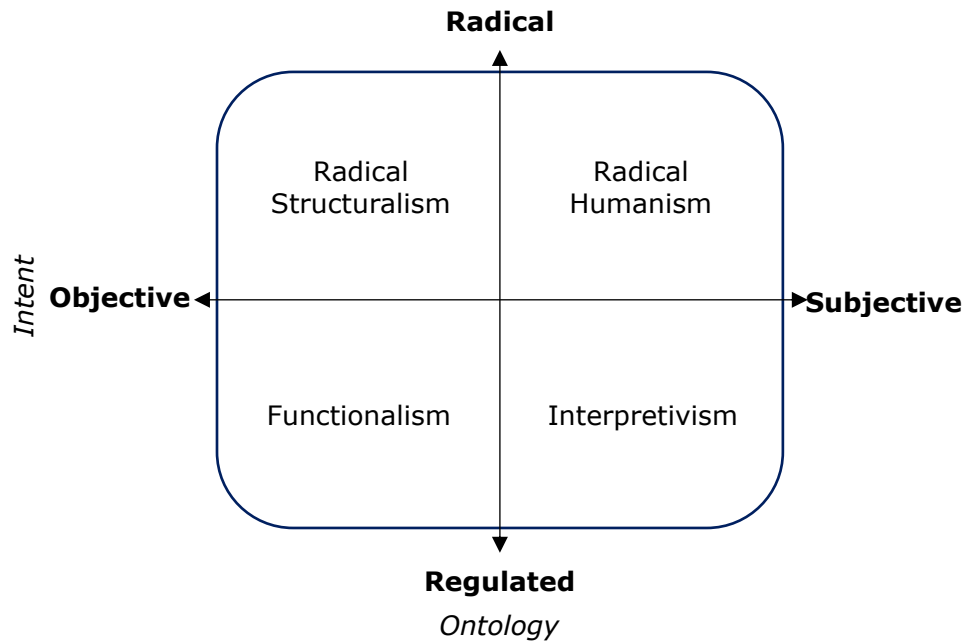 Radical
Radical
Structuralism
Radical
Humanism
Intent
Objective
Subjective
Functionalism
Interpretivism
Regulated
Ontology